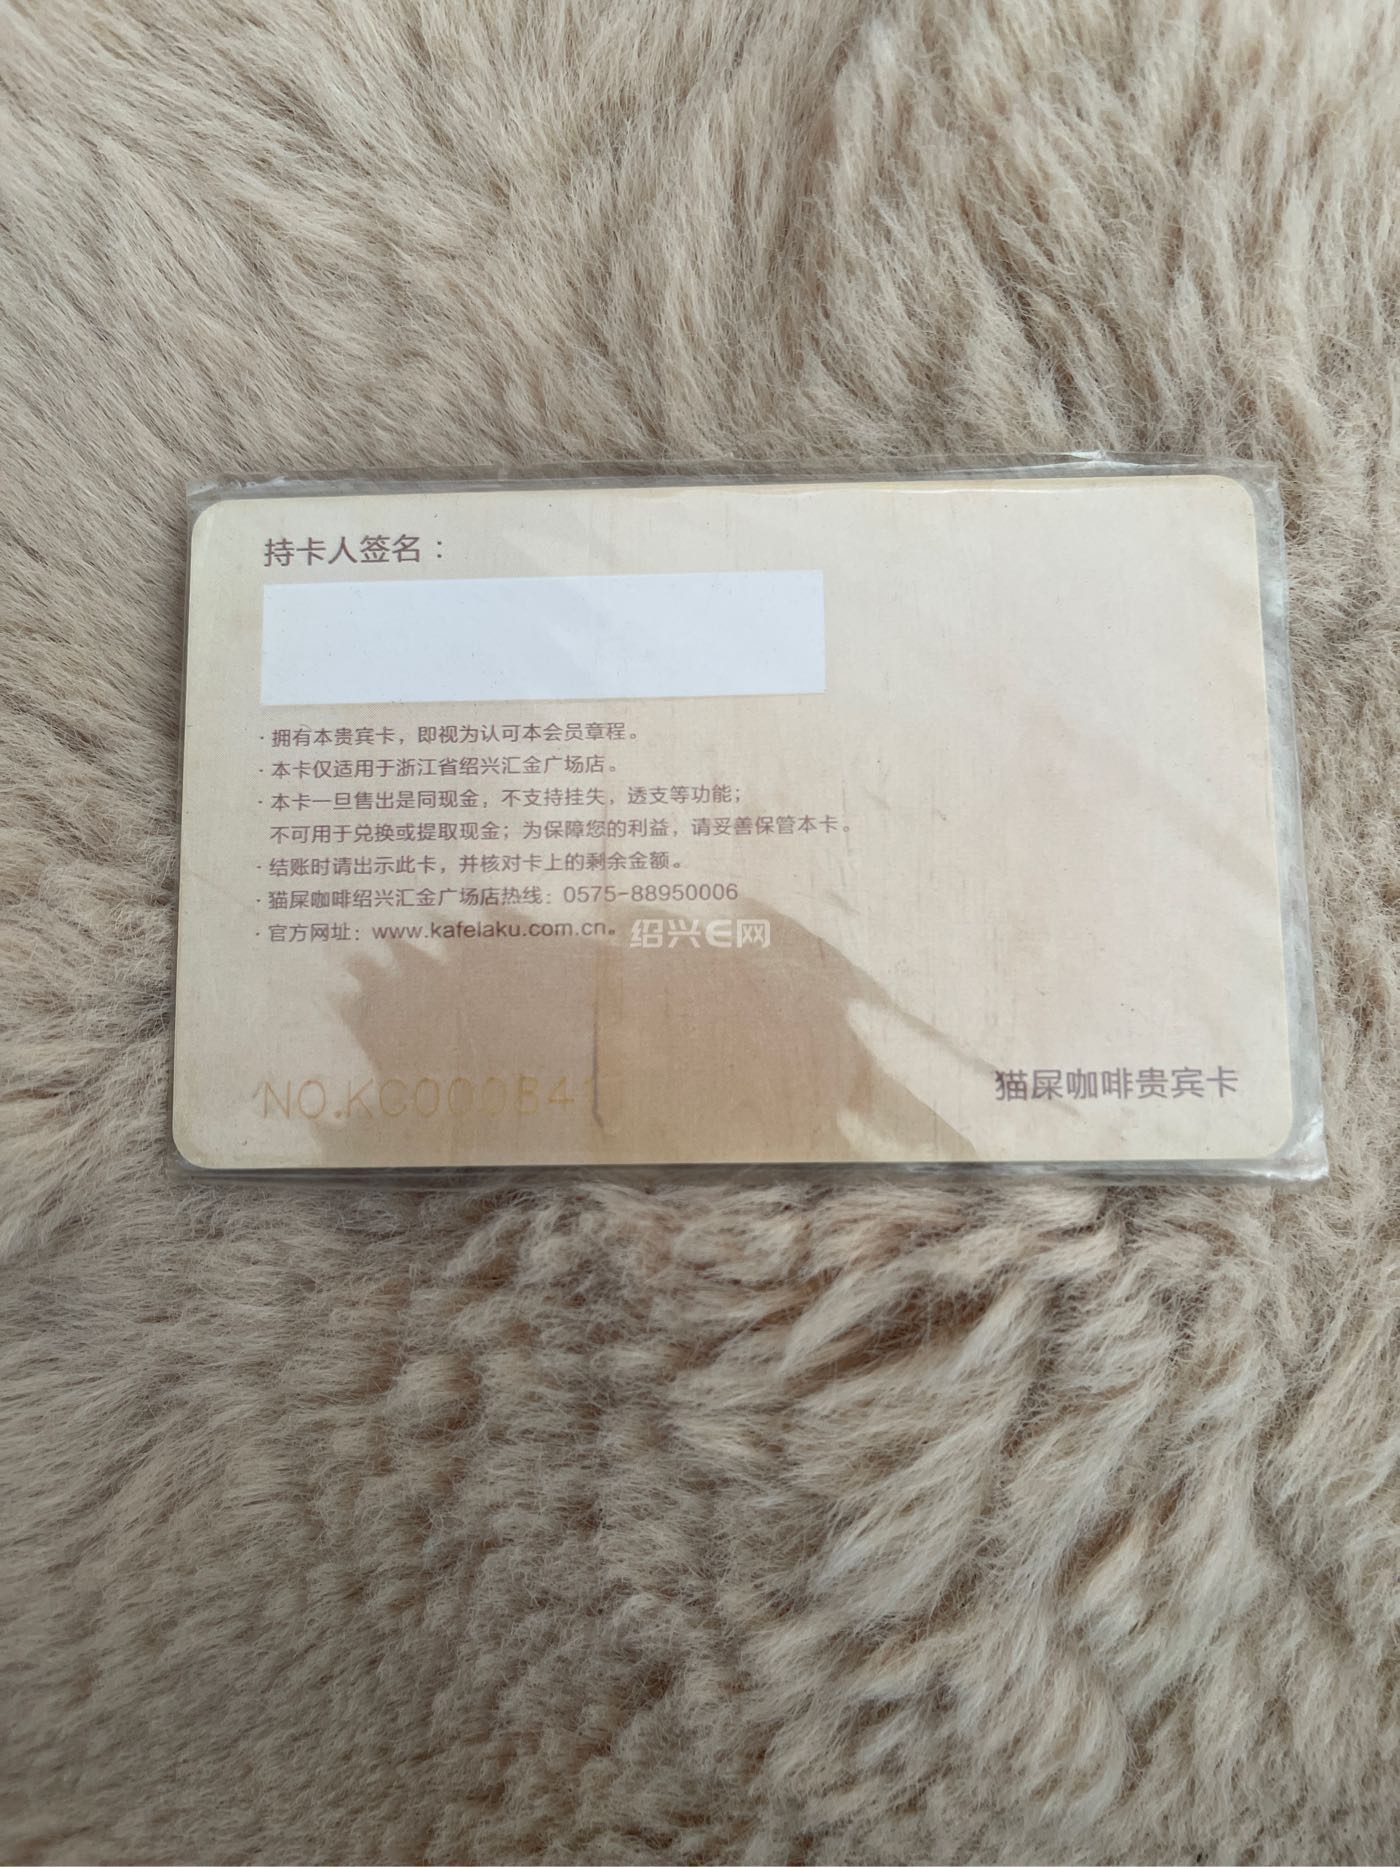 持卡人签名：
·拥有本贵宾卡，即视为认可本会员章程。
·本卡仅适用于浙江省绍兴汇金广场店。
·本卡一旦售出是同现金，不支持挂失，透支等功能；
不可用于兑换或提取现金；为保障您的利益，请妥善保管本卡。
·结账时请出示此卡，并核对卡上的剩余金额。
·猫屎咖啡绍兴汇金广场店热线：0575-88950006
·官方网址：www.kafelaku.com.cn。
绍兴E网
NO.KC000841
猫屎咖啡贵宾卡